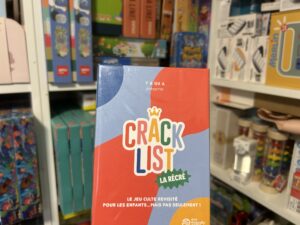 CRACK
LIST
LA RÉCRÉ
LE JEU CULTE REVISITÉ
POUR LES ENFANTS... MAIS PAS SEULEMENT !